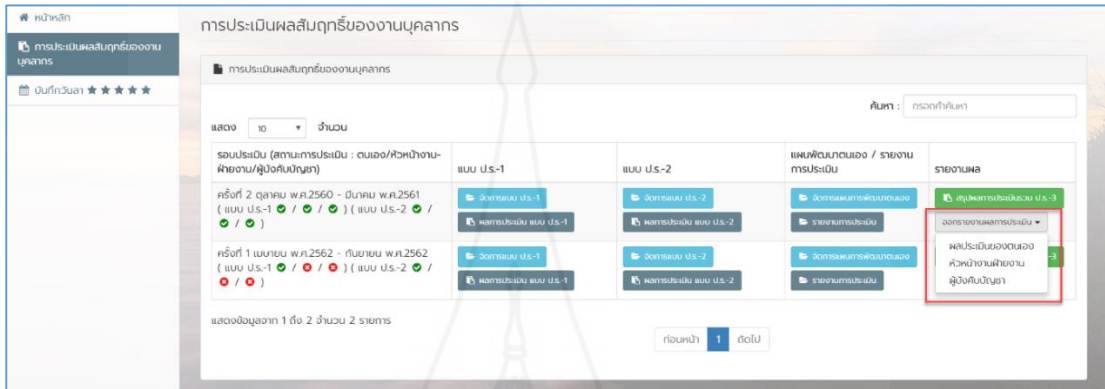 หน้าหลัก
การประเมินผลสัมฤทธิ์ของงาน
บุคลากร
บันทึกวันลา ★ ★ ★ ★ ★
การประเมินผลสัมฤทธิ์ของงานบุคลากร
การประเมินผลสัมฤทธิ์ของงานบุคลากร
ค้นหา : กรอกคำค้นหา
แสดง 10 จำนวน
รอบประเมิน (สถานะการประเมิน : ตนเอง/หัวหน้างาน-
ฝ่ายงาน/ผู้บังคับบัญชา)
แบบ ป.ร.-1
แบบ ป.ร.-2
แผนพัฒนาตนเอง / รายงาน
การประเมิน
รายงานผล
ครั้งที่ 2 ตุลาคม พ.ศ.2560 - มีนาคม พ.ศ.2561
( แบบ ป.ร.-1 / / ) ( แบบ ป.ร.-2 /
/ )
จัดการแบบ ป.ร.-1
ผลการประเมิน แบบ ป.ร.-1
จัดการแบบ ป.ร.-2
ผลการประเมิน แบบ ป.ร.-2
จัดการแผนการพัฒนาตนเอง
รายงานการประเมิน
สรุปผลการประเมินรวม ป.ร.-3
ออกรายงานผลการประเมิน
ผลประเมินของตนเอง
หัวหน้างานฝ่ายงาน
ผู้บังคับบัญชา
ครั้งที่ 1 เมษายน พ.ศ.2562 - กันยายน พ.ศ.2562
( แบบ ป.ร.-1 / / ) ( แบบ ป.ร.-2 /
/ )
จัดการแบบ ป.ร.-1
ผลการประเมิน แบบ ป.ร.-1
จัดการแบบ ป.ร.-2
ผลการประเมิน แบบ ป.ร.-2
จัดการแผนการพัฒนาตนเอง
รายงานการประเมิน
-3
แสดงข้อมูลจาก 1 ถึง 2 จำนวน 2 รายการ
ก่อนหน้า 1 ถัดไป